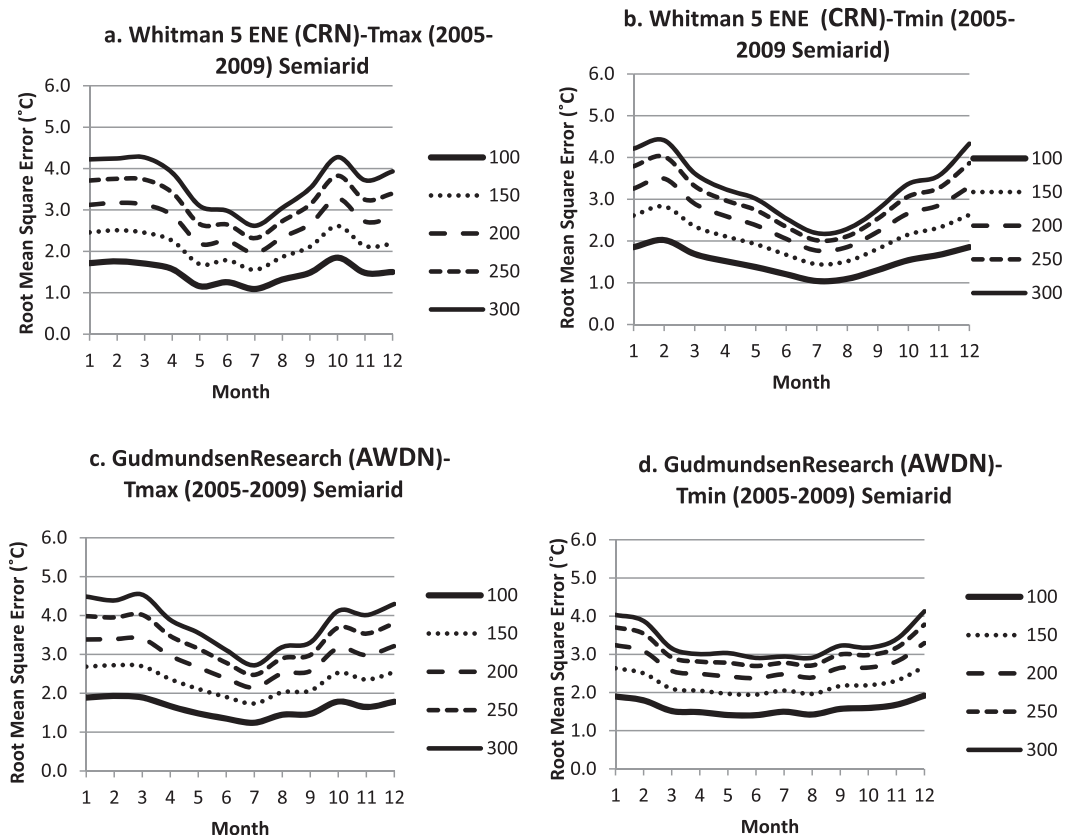 a. Whitman 5 ENE (CRN)-Tmax (2005-
2009) Semiarid
Root Mean Square Error (˚C)
6.0
5.0
4.0
3.0
2.0
1.0
0.0
1 2 3 4 5 6 7 8 9 10 11 12
Month
100
150
200
250
300
b. Whitman 5 ENE (CRN)-Tmin (2005-
2009 Semiarid)
Root Mean Square Error (˚C)
6.0
5.0
4.0
3.0
2.0
1.0
0.0
1 2 3 4 5 6 7 8 9 10 11 12
Month
100
150
200
250
300
c. GudmundsenResearch (AWDN)-
Tmax (2005-2009) Semiarid
Root Mean Square Error (˚C)
6.0
5.0
4.0
3.0
2.0
1.0
0.0
1 2 3 4 5 6 7 8 9 10 11 12
Month
100
150
200
250
300
d. GudmundsenResearch (AWDN)-
Tmin (2005-2009) Semiarid
Root Mean Square Error (˚C)
6.0
5.0
4.0
3.0
2.0
1.0
0.0
1 2 3 4 5 6 7 8 9 10 11 12
Month
100
150
200
250
300